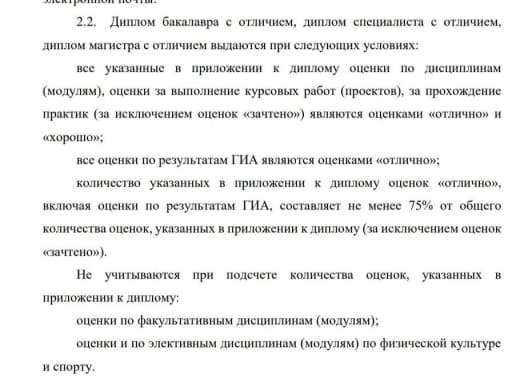 электронной почты.
2.2. Диплом бакалавра с отличием, диплом специалиста с отличием,
диплом магистра с отличием выдаются при следующих условиях:
все указанные в приложении к диплому оценки по дисциплинам
(модулям), оценки за выполнение курсовых работ (проектов), за прохождение
практик (за исключением оценок «зачтено») являются оценками «отлично» и
«хорошо»;
все оценки по результатам ГИА являются оценками «отлично»;
количество указанных в приложении к диплому оценок «отлично»,
включая оценки по результатам ГИА, составляет не менее 75% от общего
количества оценок, указанных в приложении к диплому (за исключением оценок
«зачтено»).
Не учитываются при подсчете количества оценок, указанных в
приложении к диплому:
оценки по факультативным дисциплинам (модулям);
оценки и по элективным дисциплинам (модулям) по физической культуре
и спорту.